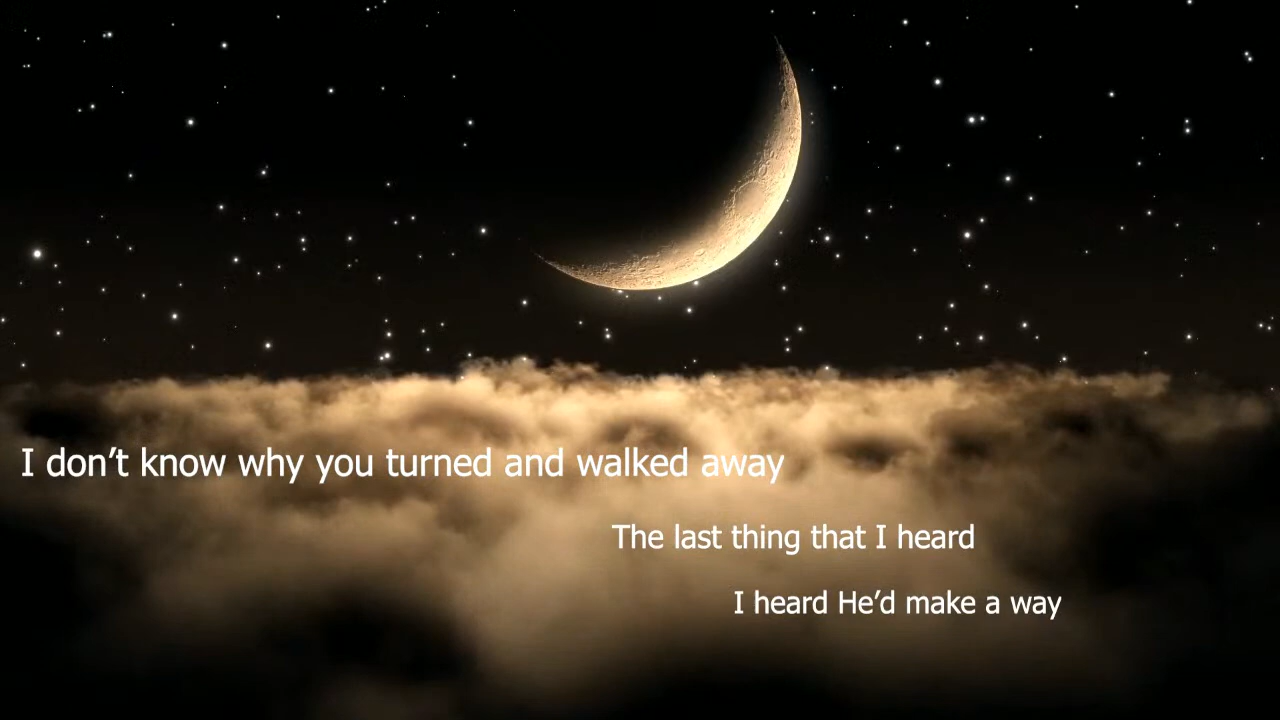 I don’t know why you turned and walked away
The last thing that I heard
I heard He’d make a way